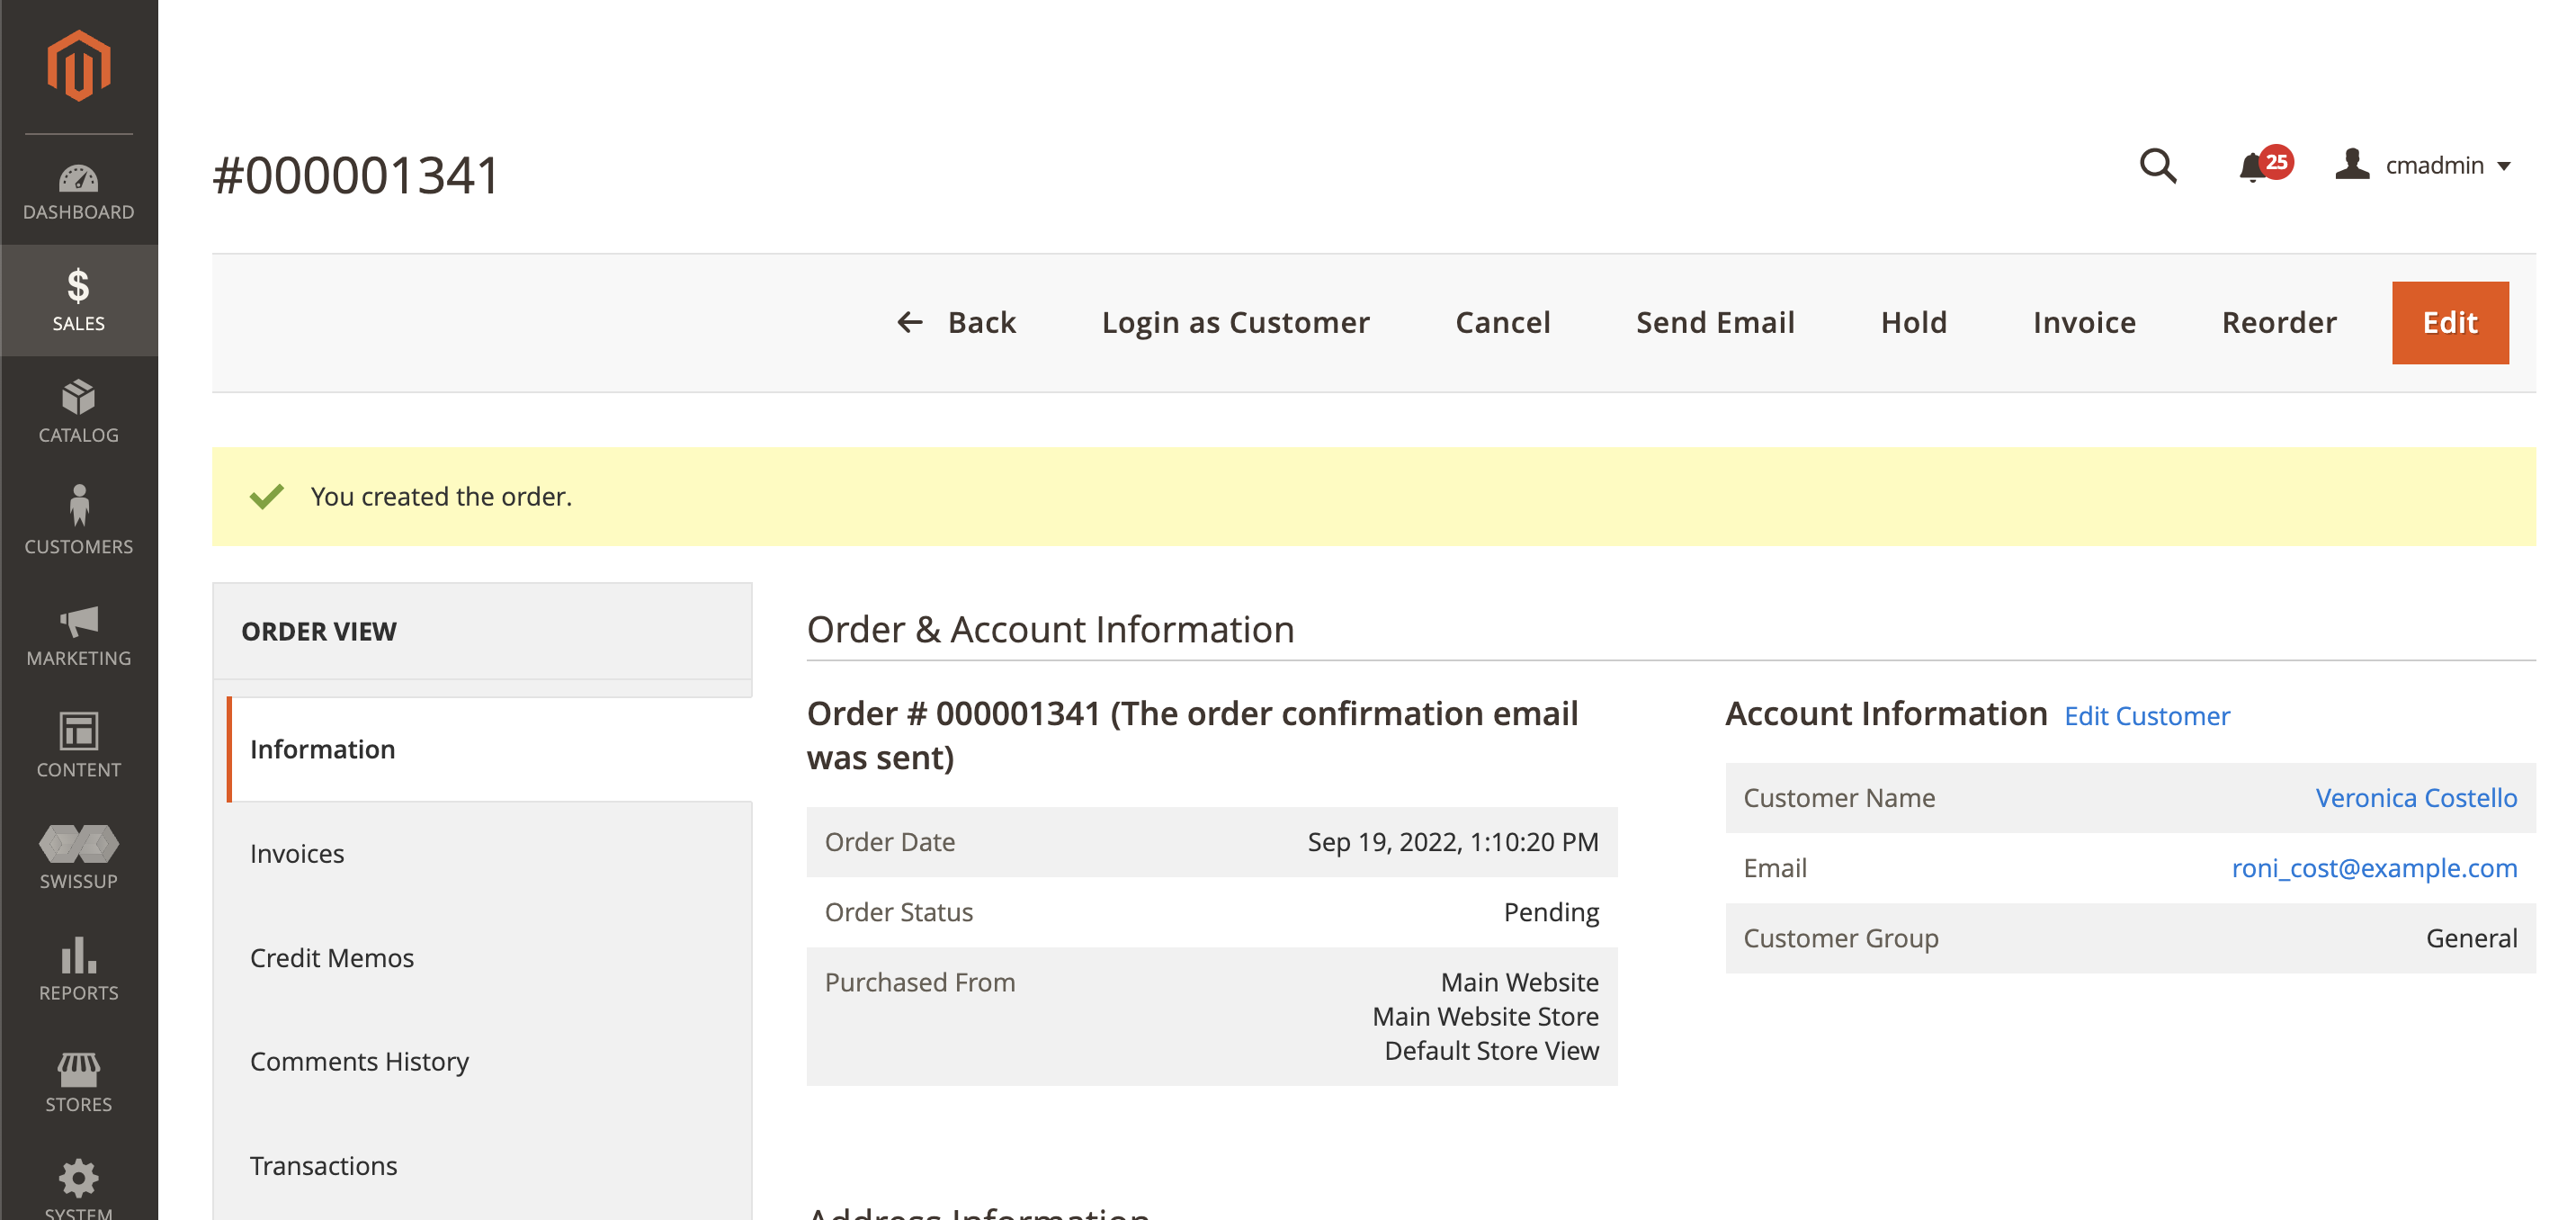 #000001341
25
cmadmin
DASHBOARD
$
SALES
CATALOG
CUSTOMERS
MARKETING
CONTENT
SWISSUP
REPORTS
STORES
SYSTEM
Back
Login as Customer
Cancel
Send Email
Hold
Invoice
Reorder
Edit
You created the order.
ORDER VIEW
Information
Invoices
Credit Memos
Comments History
Transactions
Order & Account Information
Order # 000001341 (The order confirmation email
was sent)
Order Date Sep 19, 2022, 1:10:20 PM
Order Status Pending
Purchased From Main Website
Main Website Store
Default Store View
Account Information Edit Customer
Customer Name Veronica Costello
Email roni_cost@example.com
Customer Group General
Address Information